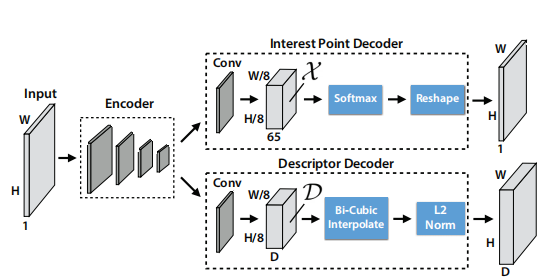 Interest Point Decoder
Conv
W/8
𝒳
W
Input
Encoder
W
Softmax
Reshape
H
H/8
65
1
H
1
Descriptor Decoder
Conv
W/8
𝒟
W
Bi-Cubic
Interpolate
L2
Norm
H/8
H
D
D